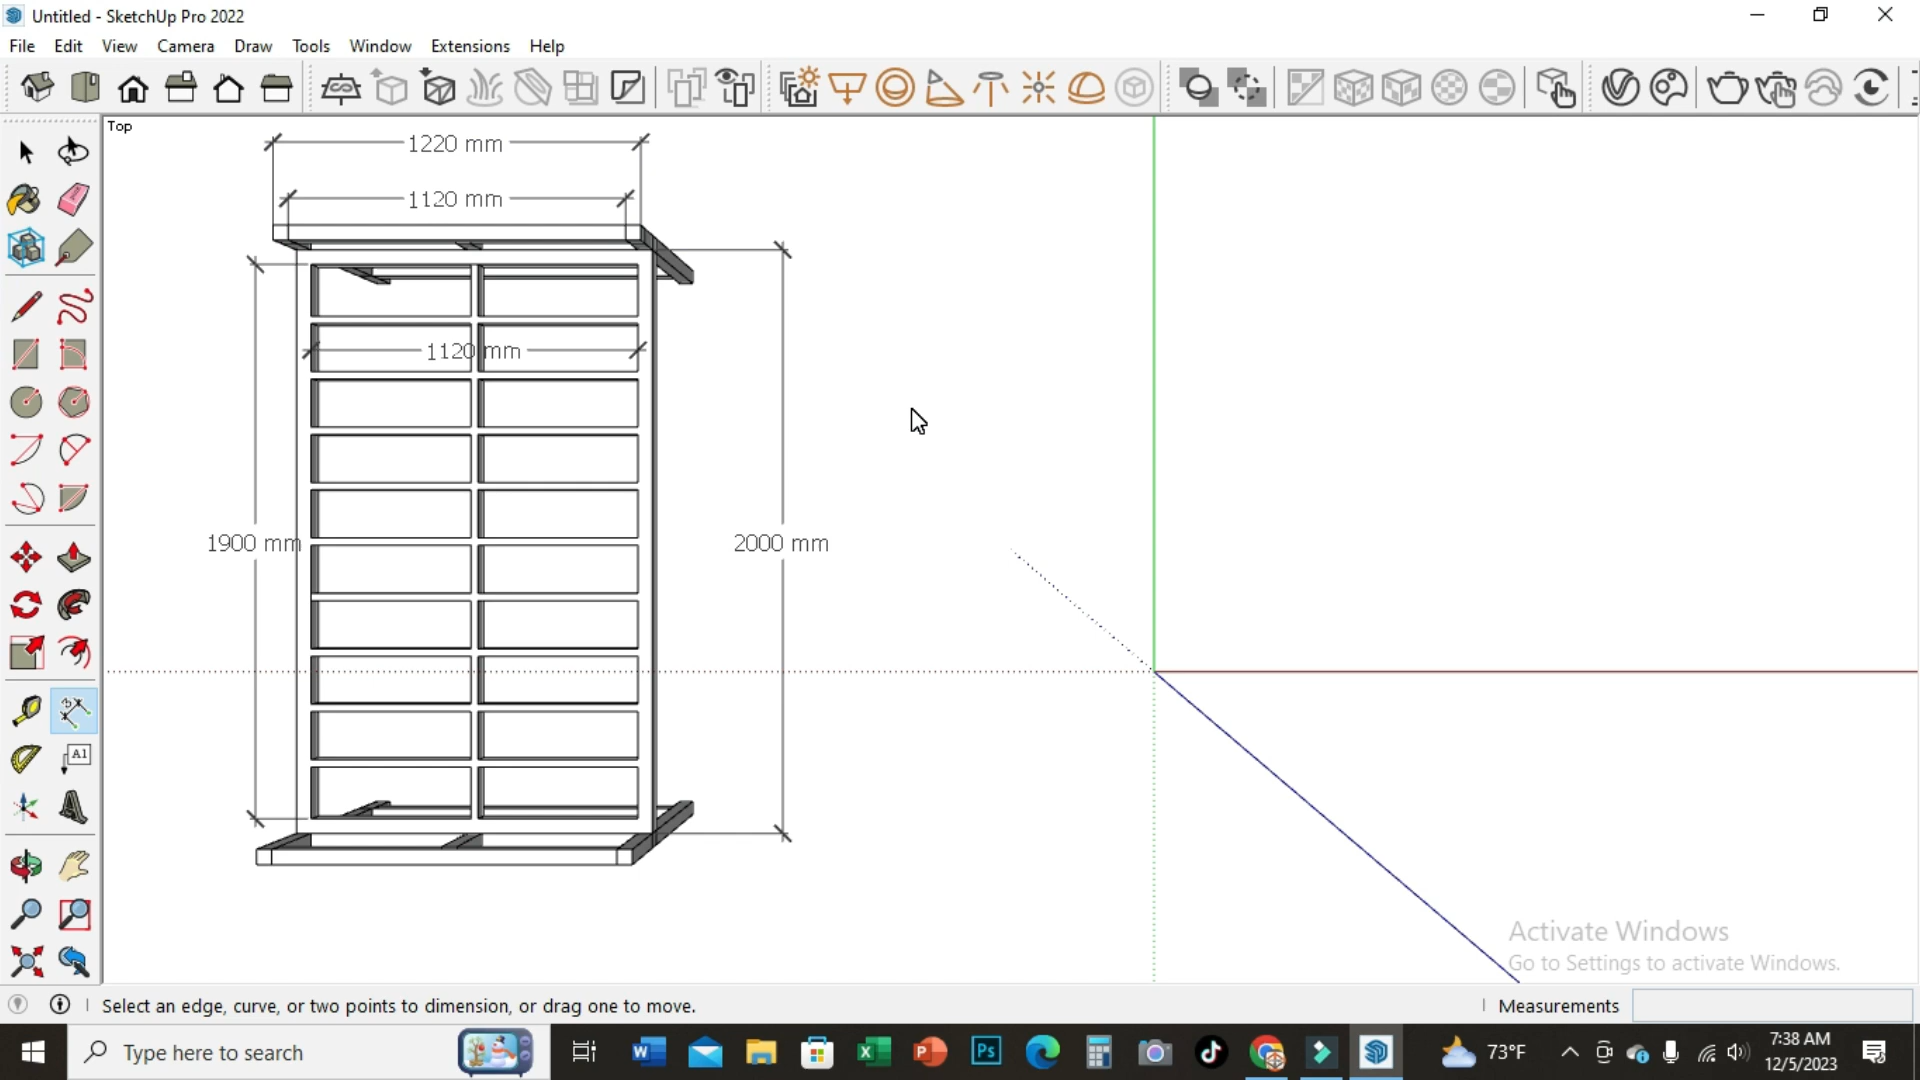 Untitled - SketchUp Pro 2022
File Edit View Camera Draw Tools Window Extensions Help
Top
1220 mm
1120 mm
1120 mm
1900 mm
2000 mm
A1
3
A
Activate Windows
Go to Settings to activate Windows.
Select an edge, curve, or two points to dimension, or drag one to move.
Measurements
Type here to search
W
X
P
Ps
73°F
7:38 AM
12/5/2023